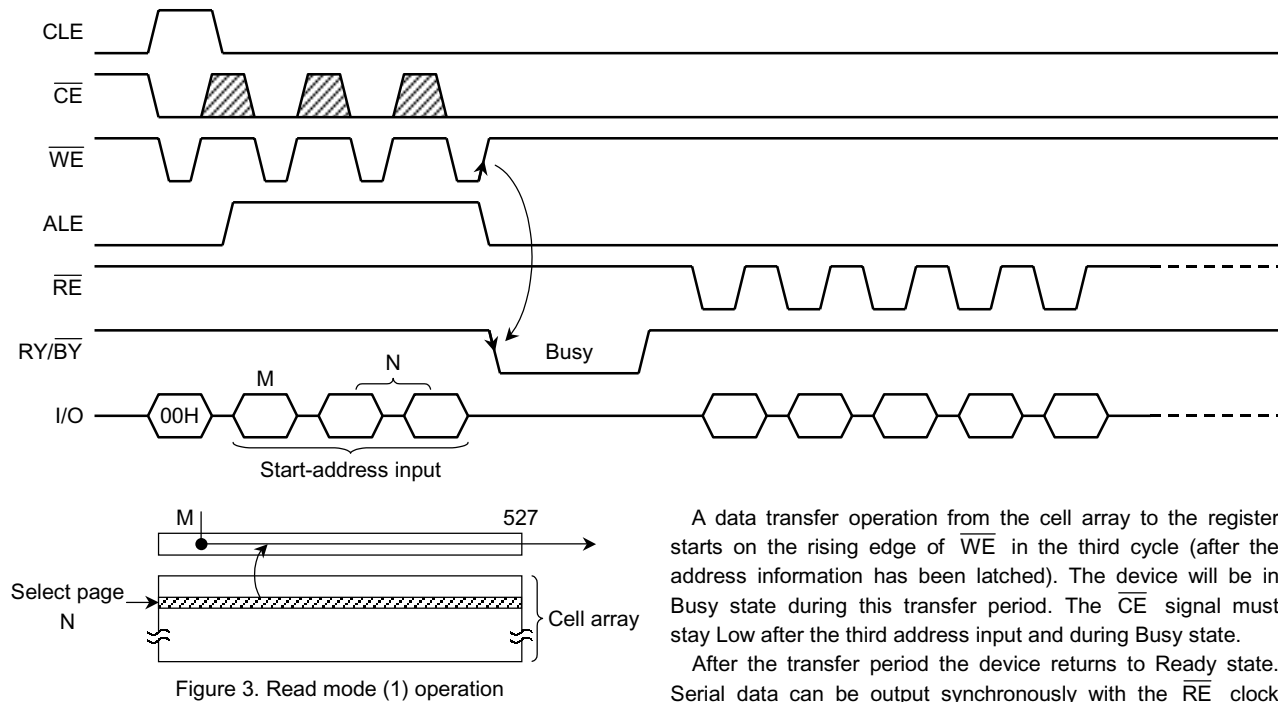 CLE
CE
WE
ALE
RE
RY/BY
Busy
N
M
I/O
00H
Start-address input
M
527
Select page
N
Cell array
Figure 3. Read mode (1) operation
A data transfer operation from the cell array to the register
starts on the rising edge of WE in the third cycle (after the
address information has been latched). The device will be in
Busy state during this transfer period. The CE signal must
stay Low after the third address input and during Busy state.
After the transfer period the device returns to Ready state.
Serial data can be output synchronously with the RE clock